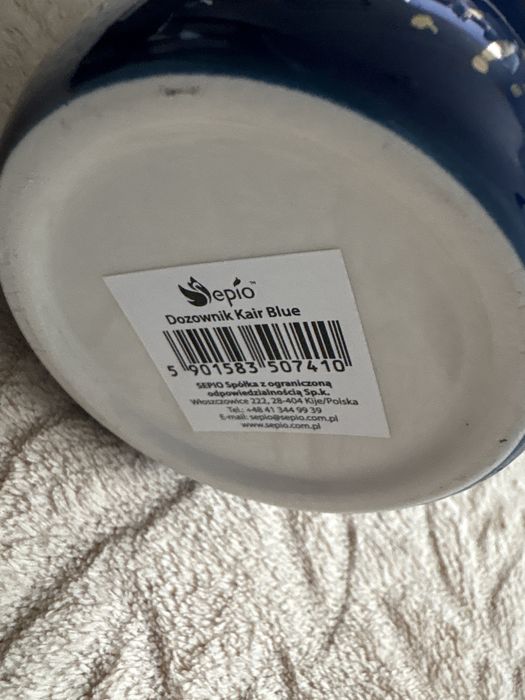 Sepio™
Dozownik Kair Blue
5 901583 507410
SEPIO Spółka z ograniczoną
odpowiedzialnością Sp.k.
Włoszczowice 222, 28-404 Kije/Polska
Tel.: +48 41 344 99 39
E-mail: sepio@sepio.com.pl
www.sepio.com.pl